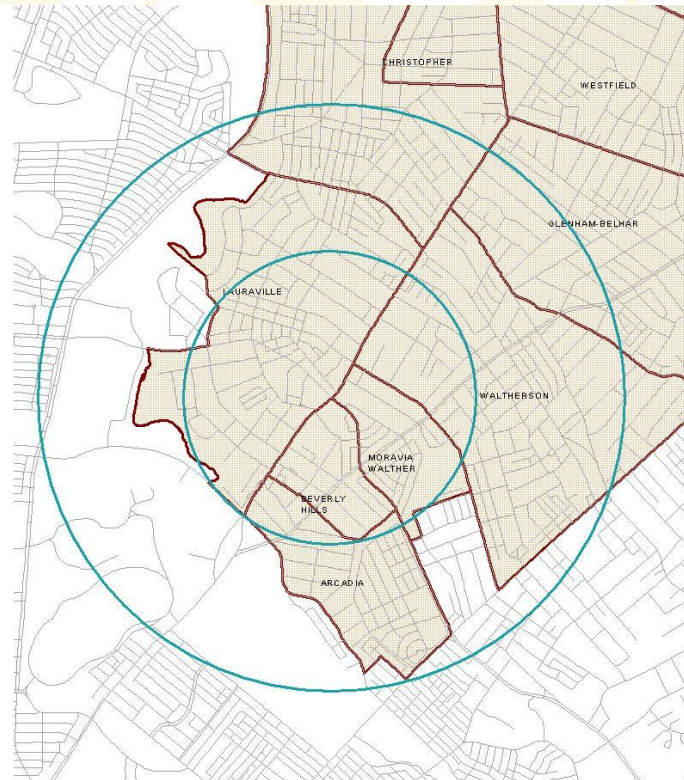 CHRISTOPHER
WESTFIELD
GLENHAM-BELHAR
LAURAVILLE
WALTHERSON
MORAVIA
WALTHER
BEVERLY
HILLS
ARCADIA